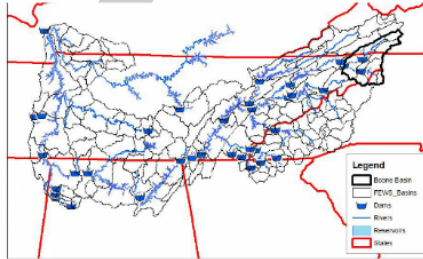 Legend
Boone Basin
FEWS_Basins
Dams
Rivers
Reservoirs
States